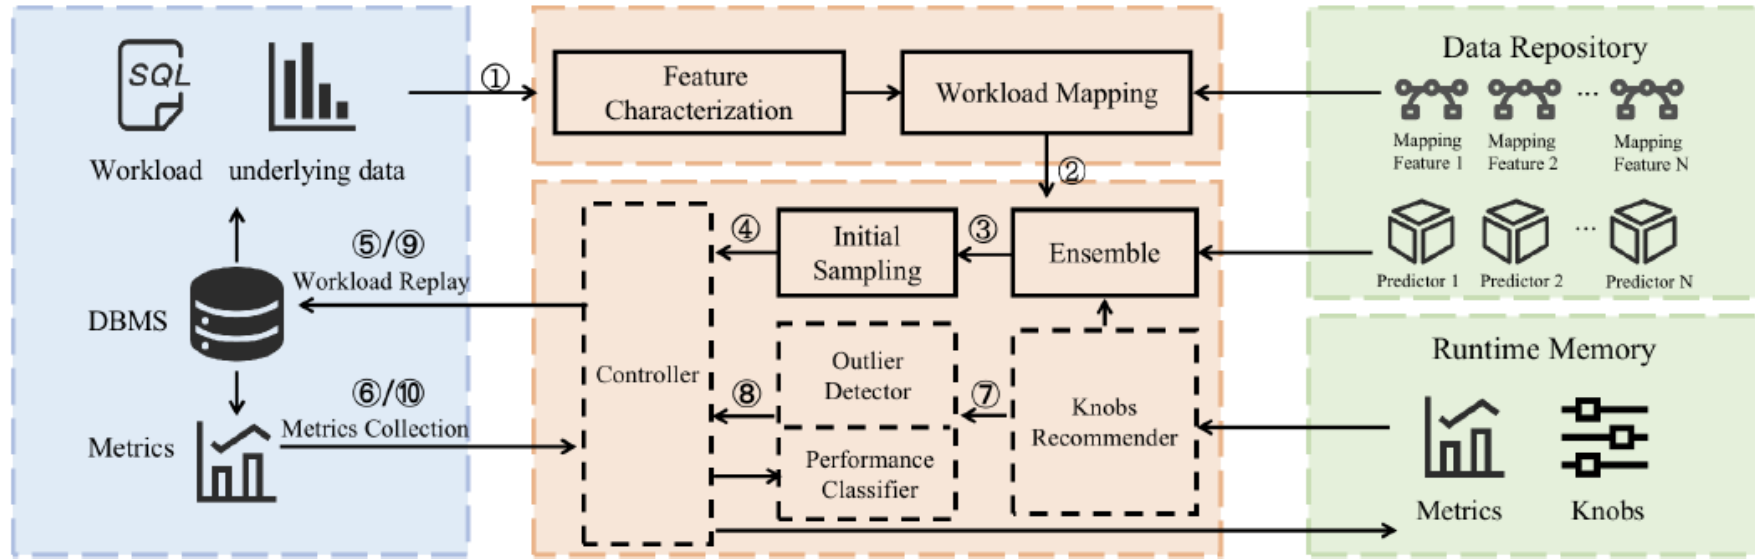 SQL
Workload
underlying data
①
Feature
Characterization
Workload Mapping
②
Data Repository
...
Mapping
Feature 1
Mapping
Feature 2
Mapping
Feature N
...
Predictor 1
Predictor 2
Predictor N
DBMS
⑤/⑨
Workload Replay
⑥/⑩
Metrics Collection
Metrics
Controller
④
Initial
Sampling
③
Ensemble
Outlier
Detector
⑧
⑦
Performance
Classifier
Knobs
Recommender
Runtime Memory
Metrics
Knobs